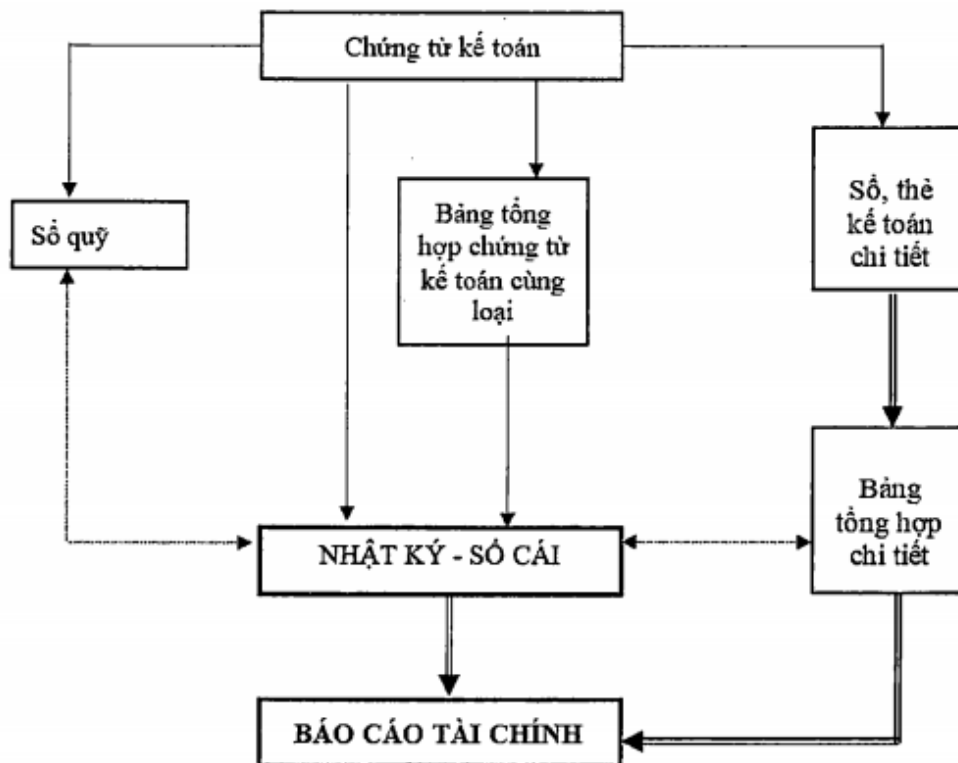 Chứng từ kế toán
Sổ quỹ
Bảng tổng
hợp chứng từ
kế toán cùng
loại
Sổ, thẻ
kế toán
chi tiết
NHẬT KÝ - SỔ CÁI
Bảng
tổng hợp
chi tiết
BÁO CÁO TÀI CHÍNH